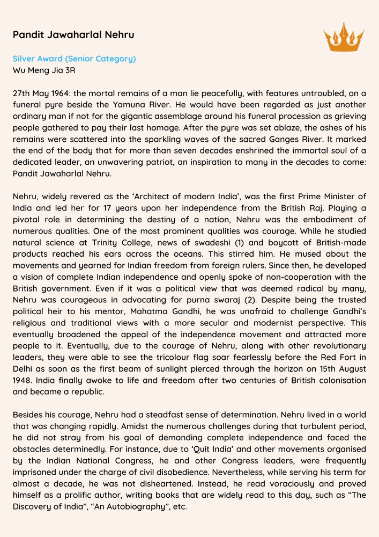 Pandit Jawaharlal Nehru
Silver Award (Senior Category)
Wu Meng Jia 3R
27th May 1964: the mortal remains of a man lie peacefully, with features untroubled, on a
funeral pyre beside the Yamuna River. He would have been regarded as just another
ordinary man if not for the gigantic assemblage around his funeral procession as grieving
people gathered to pay their last homage. After the pyre was set ablaze, the ashes of his
remains were scattered into the sparkling waves of the sacred Ganges River. It marked
the end of the body that for more than seven decades enshrined the immortal soul of a
dedicated leader, an unwavering patriot, an inspiration to many in the decades to come:
Pandit Jawaharlal Nehru.
Nehru, widely revered as the 'Architect of modern India', was the first Prime Minister of
India and led her for 17 years upon her independence from the British Raj. Playing a
pivotal role in determining the destiny of a nation, Nehru was the embodiment of
numerous qualities. One of the most prominent qualities was courage. While he studied
natural science at Trinity College, news of swadeshi (1) and boycott of British-made
products reached his ears across the oceans. This stirred him. He mused about the
movements and yearned for Indian freedom from foreign rulers. Since then, he developed
a vision of complete Indian independence and openly spoke of non-cooperation with the
British government. Even if it was a political view that was deemed radical by many,
Nehru was courageous in advocating for purna swaraj (2). Despite being the trusted
political heir to his mentor, Mahatma Gandhi, he was unafraid to challenge Gandhi's
religious and traditional views with a more secular and modernist perspective. This
eventually broadened the appeal of the independence movement and attracted more
people to it. Eventually, due to the courage of Nehru, along with other revolutionary
leaders, they were able to see the tricolour flag soar fearlessly before the Red Fort in
Delhi as soon as the first beam of sunlight pierced through the horizon on 15th August
1948. India finally awoke to life and freedom after two centuries of British colonisation
and became a republic.
Besides his courage, Nehru had a steadfast sense of determination. Nehru lived in a world
that was changing rapidly. Amidst the numerous challenges during that turbulent period,
he did not stray from his goal of demanding complete independence and faced the
obstacles determinedly. For instance, due to 'Quit India' and other movements organised
by the Indian National Congress, he and other Congress leaders, were frequently
imprisoned under the charge of civil disobedience. Nevertheless, while serving his term for
almost a decade, he was not disheartened. Instead, he read voraciously and proved
himself as a prolific author, writing books that are widely read to this day, such as "The
Discovery of India", "An Autobiography", etc.